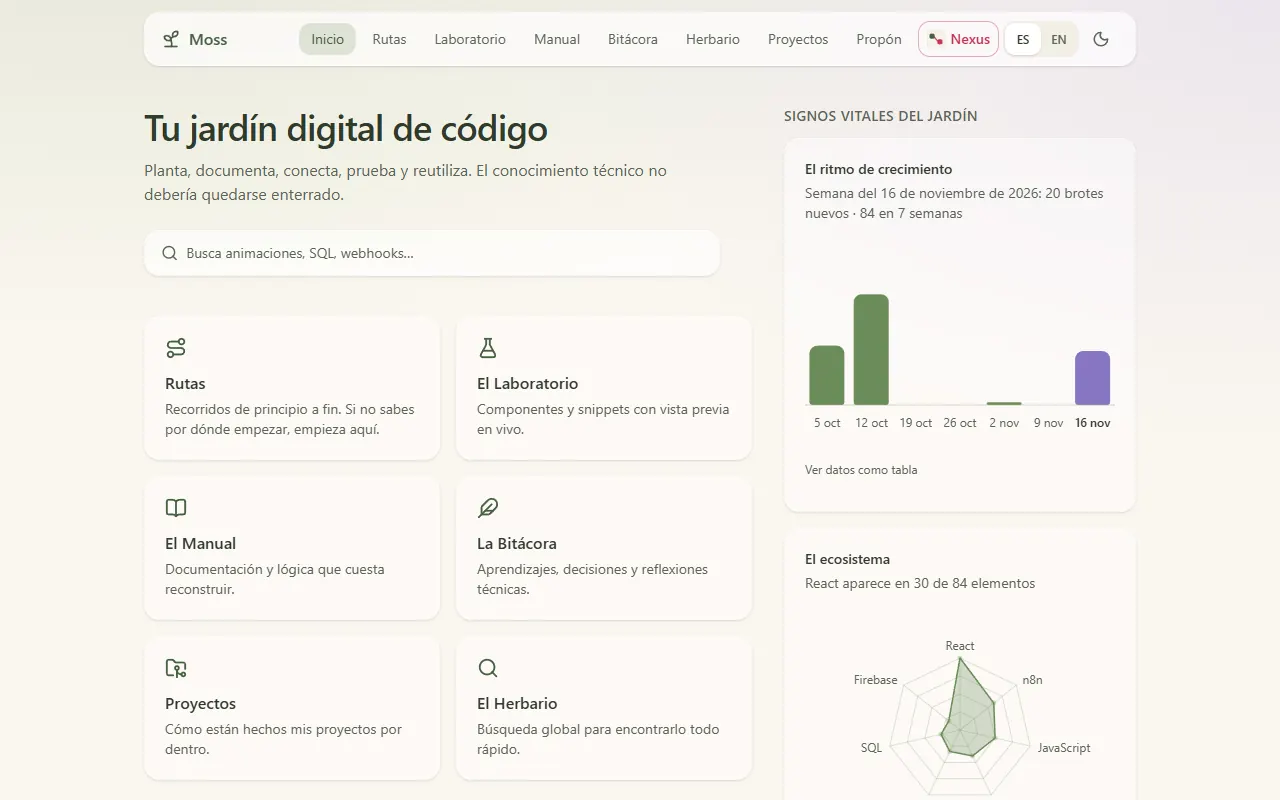 Moss
Inicio
Rutas
Laboratorio
Manual
Bitácora
Herbario
Proyectos
Propón
Nexus
ES
EN
Tu jardín digital de código
Planta, documenta, conecta, prueba y reutiliza. El conocimiento técnico no
debería quedarse enterrado.
Busca animaciones, SQL, webhooks...
Rutas
Recorridos de principio a fin. Si no sabes
por dónde empezar, empieza aquí.
El Laboratorio
Componentes y snippets con vista previa
en vivo.
El Manual
Documentación y lógica que cuesta
reconstruir.
La Bitácora
Aprendizajes, decisiones y reflexiones
técnicas.
Proyectos
Cómo están hechos mis proyectos por
dentro.
El Herbario
Búsqueda global para encontrarlo todo
rápido.
SIGNOS VITALES DEL JARDÍN
El ritmo de crecimiento
Semana del 16 de noviembre de 2026: 20 brotes
nuevos · 84 en 7 semanas
5 oct
12 oct
19 oct
26 oct
2 nov
9 nov
16 nov
Ver datos como tabla
El ecosistema
React aparece en 30 de 84 elementos
React
Firebase
n8n
SQL
JavaScript